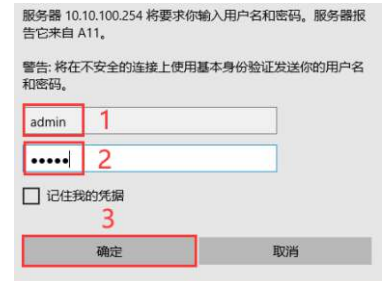 服务器 10.10.100.254 将要求你输入用户名和密码。服务器报
告它来自 A11。
警告: 将在不安全的连接上使用基本身份验证发送你的用户名
和密码。
admin 1
●●●●● 2
记住我的凭据
3
确定 取消